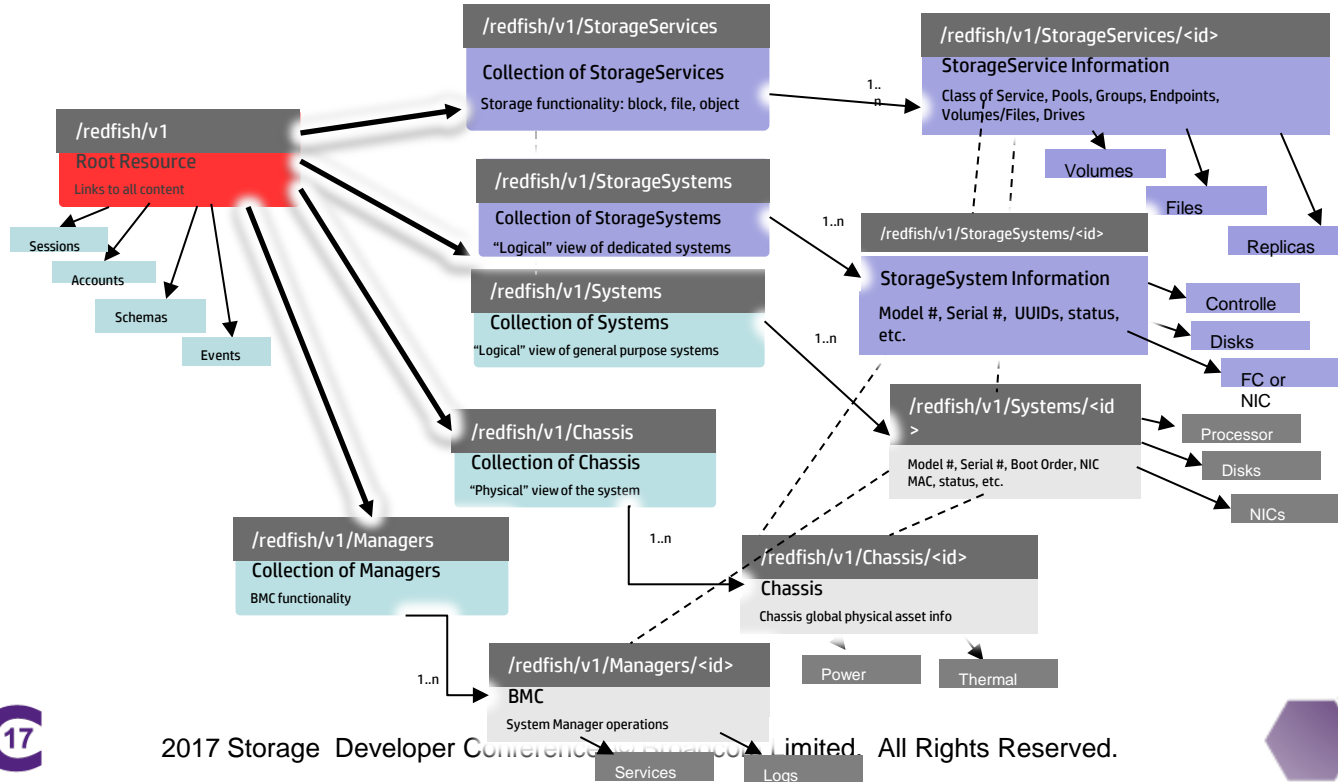 /redfish/v1/StorageServices
Collection of StorageServices
Storage functionality: block, file, object
/redfish/v1/StorageServices/<id>
StorageService Information
Class of Service, Pools, Groups, Endpoints,
Volumes/Files, Drives
1..
n
/redfish/v1
Root Resource
Links to all content
Sessions
Accounts
Schemas
Events
Volumes
Files
Replicas
/redfish/v1/StorageSystems
Collection of StorageSystems
“Logical” view of dedicated systems
1..n
/redfish/v1/StorageSystems/<id>
StorageSystem Information
Model #, Serial #, UUIDs, status,
etc.
Controlle
Disks
FC or
NIC
/redfish/v1/Systems
Collection of Systems
“Logical” view of general purpose systems
1..n
/redfish/v1/Systems/<id
>
Model #, Serial #, Boot Order, NIC
MAC, status, etc.
Processor
Disks
NICs
/redfish/v1/Chassis
Collection of Chassis
“Physical” view of the system
1..n
/redfish/v1/Chassis/<id>
Chassis
Chassis global physical asset info
Power
Thermal
/redfish/v1/Managers
Collection of Managers
BMC functionality
1..n
/redfish/v1/Managers/<id>
BMC
System Manager operations
Services
Logs
17
2017 Storage Developer Conference. © Broadcom Limited. All Rights Reserved.